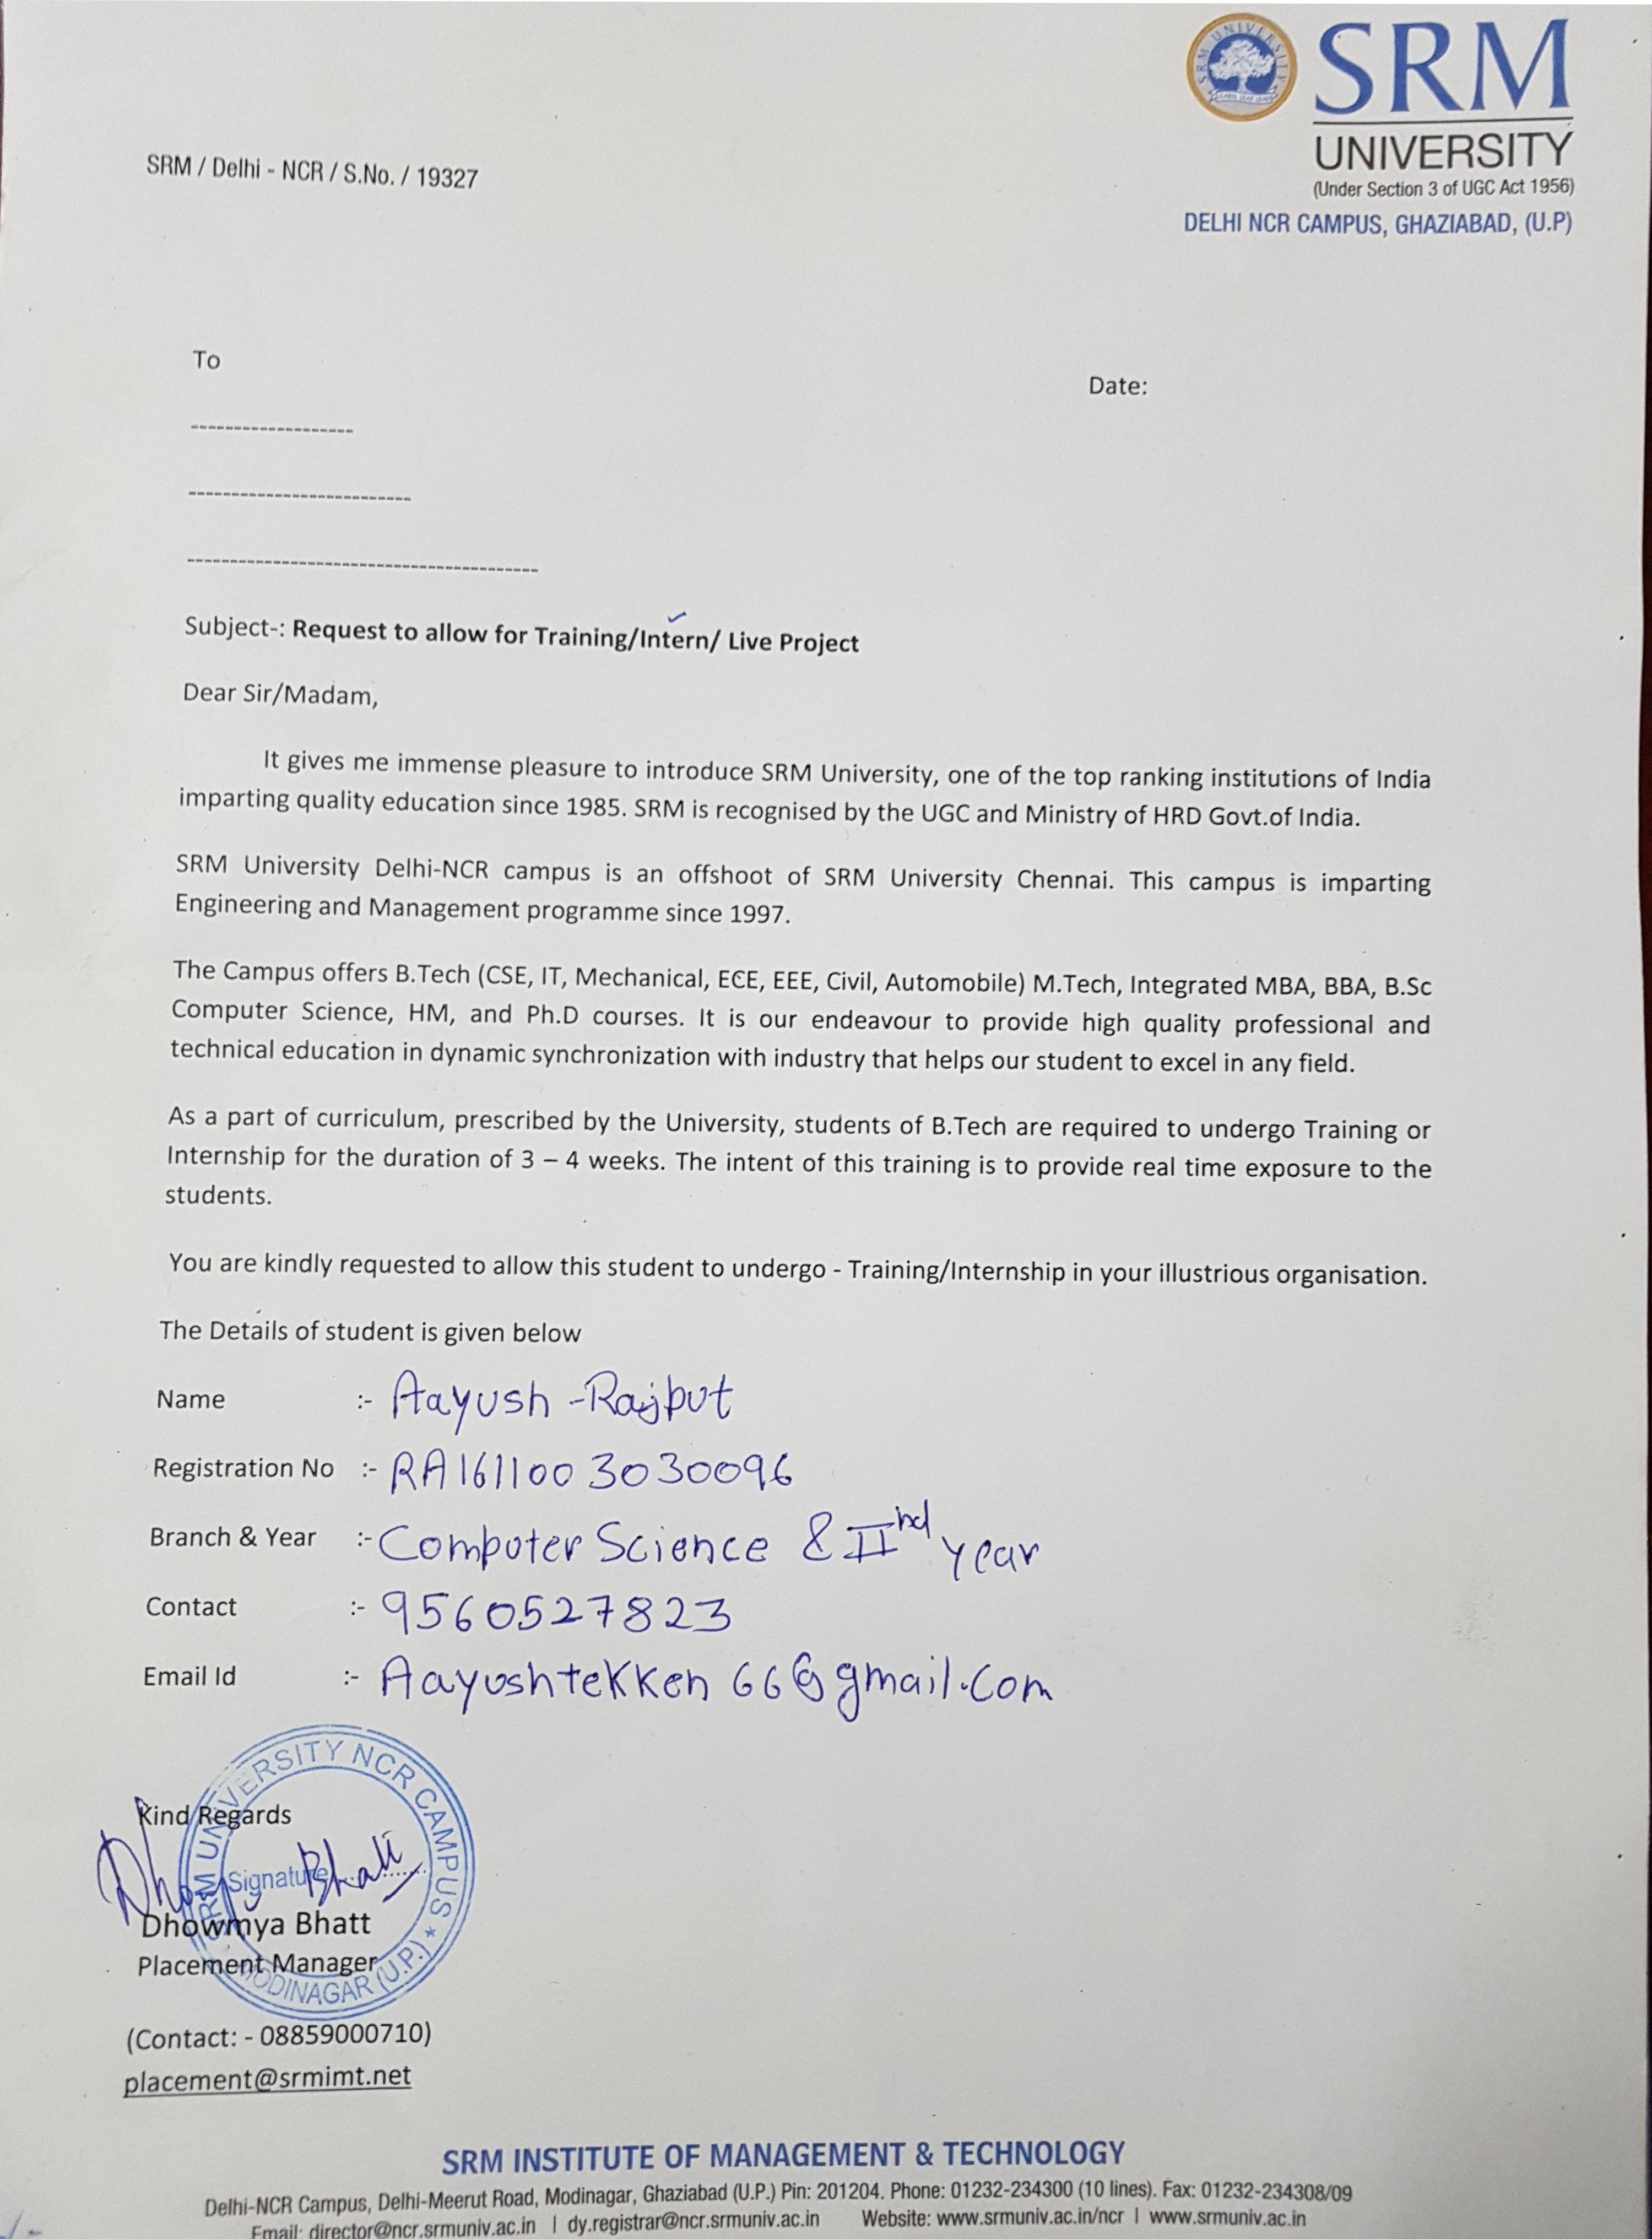 SRM UNIVERSITY
SRM
UNIVERSITY
(Under Section 3 of UGC Act 1956)
DELHI NCR CAMPUS, GHAZIABAD, (U.P)
SRM / Delhi - NCR / S.No. / 19327
To
Date:
-------------------
--------------------------
-----------------------------------------
Subject-: Request to allow for Training/Intern/ Live Project
Dear Sir/Madam,
It gives me immense pleasure to introduce SRM University, one of the top ranking institutions of India
imparting quality education since 1985. SRM is recognised by the UGC and Ministry of HRD Govt.of India.
SRM University Delhi-NCR campus is an offshoot of SRM University Chennai. This campus is imparting
Engineering and Management programme since 1997.
The Campus offers B.Tech (CSE, IT, Mechanical, ECE, EEE, Civil, Automobile) M.Tech, Integrated MBA, BBA, B.Sc
Computer Science, HM, and Ph.D courses. It is our endeavour to provide high quality professional and
technical education in dynamic synchronization with industry that helps our student to excel in any field.
As a part of curriculum, prescribed by the University, students of B.Tech are required to undergo Training or
Internship for the duration of 3 – 4 weeks. The intent of this training is to provide real time exposure to the
students.
You are kindly requested to allow this student to undergo - Training/Internship in your illustrious organisation.
The Details of student is given below
Name :- Aayush -Rajput
Registration No :- RA1611003030096
Branch & Year :- Computer Science & IInd year
Contact :- 9560527823
Email Id :- Aayushtekken66@gmail.com
SRM UNIVERSITY NCR CAMPUS * MODINAGAR (U.P.) *
Kind Regards
Signature
Bhatt
Dhowmya Bhatt
Placement Manager
(Contact: - 08859000710)
placement@srmimt.net
SRM INSTITUTE OF MANAGEMENT & TECHNOLOGY
Delhi-NCR Campus, Delhi-Meerut Road, Modinagar, Ghaziabad (U.P.) Pin: 201204. Phone: 01232-234300 (10 lines). Fax: 01232-234308/09
Email: director@ncr.srmuniv.ac.in | dy.registrar@ncr.srmuniv.ac.in Website: www.srmuniv.ac.in/ncr | www.srmuniv.ac.in